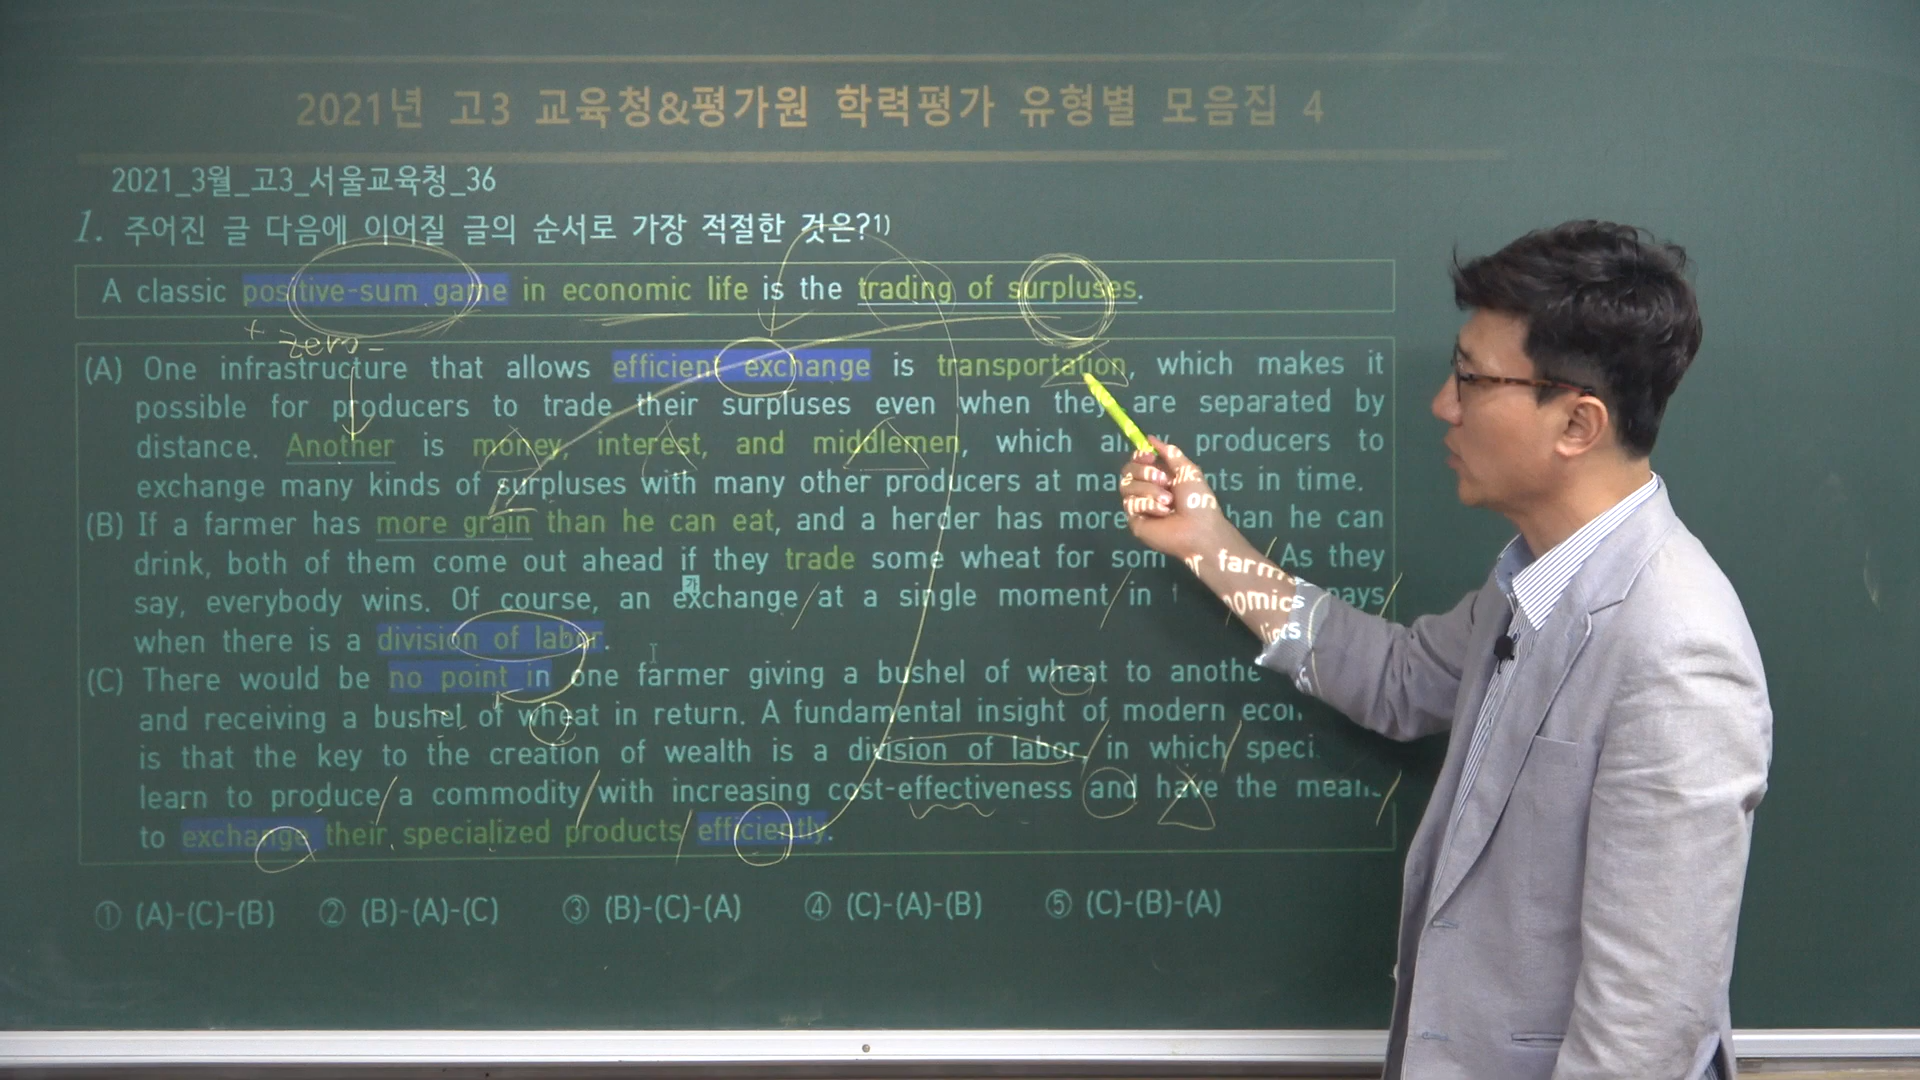 2021년 고3 교육청&평가원 학력평가 유형별 모음집 4
2021_3월_고3_서울교육청_36
1. 주어진 글 다음에 이어질 글의 순서로 가장 적절한 것은?1)
A classic positive-sum game in economic life is the trading of surpluses.
+ zero -
(A) One infrastructure that allows efficient exchange is transportation, which makes it
possible for producers to trade their surpluses even when they are separated by
distance. Another is money, interest, and middlemen, which allow producers to
exchange many kinds of surpluses with many other producers at many points in time.
(B) If a farmer has more grain than he can eat, and a herder has more than he can
drink, both of them come out ahead if they trade some wheat for some As they
say, everybody wins. Of course, an exchange at a single moment in pays
when there is a division of labor.
(C) There would be no point in one farmer giving a bushel of wheat to another
and receiving a bushel of wheat in return. A fundamental insight of modern
is that the key to the creation of wealth is a division of labor, in which
learn to produce a commodity with increasing cost-effectiveness and have the means
to exchange their specialized products efficiently.
① (A)-(C)-(B) ② (B)-(A)-(C) ③ (B)-(C)-(A) ④ (C)-(A)-(B) ⑤ (C)-(B)-(A)